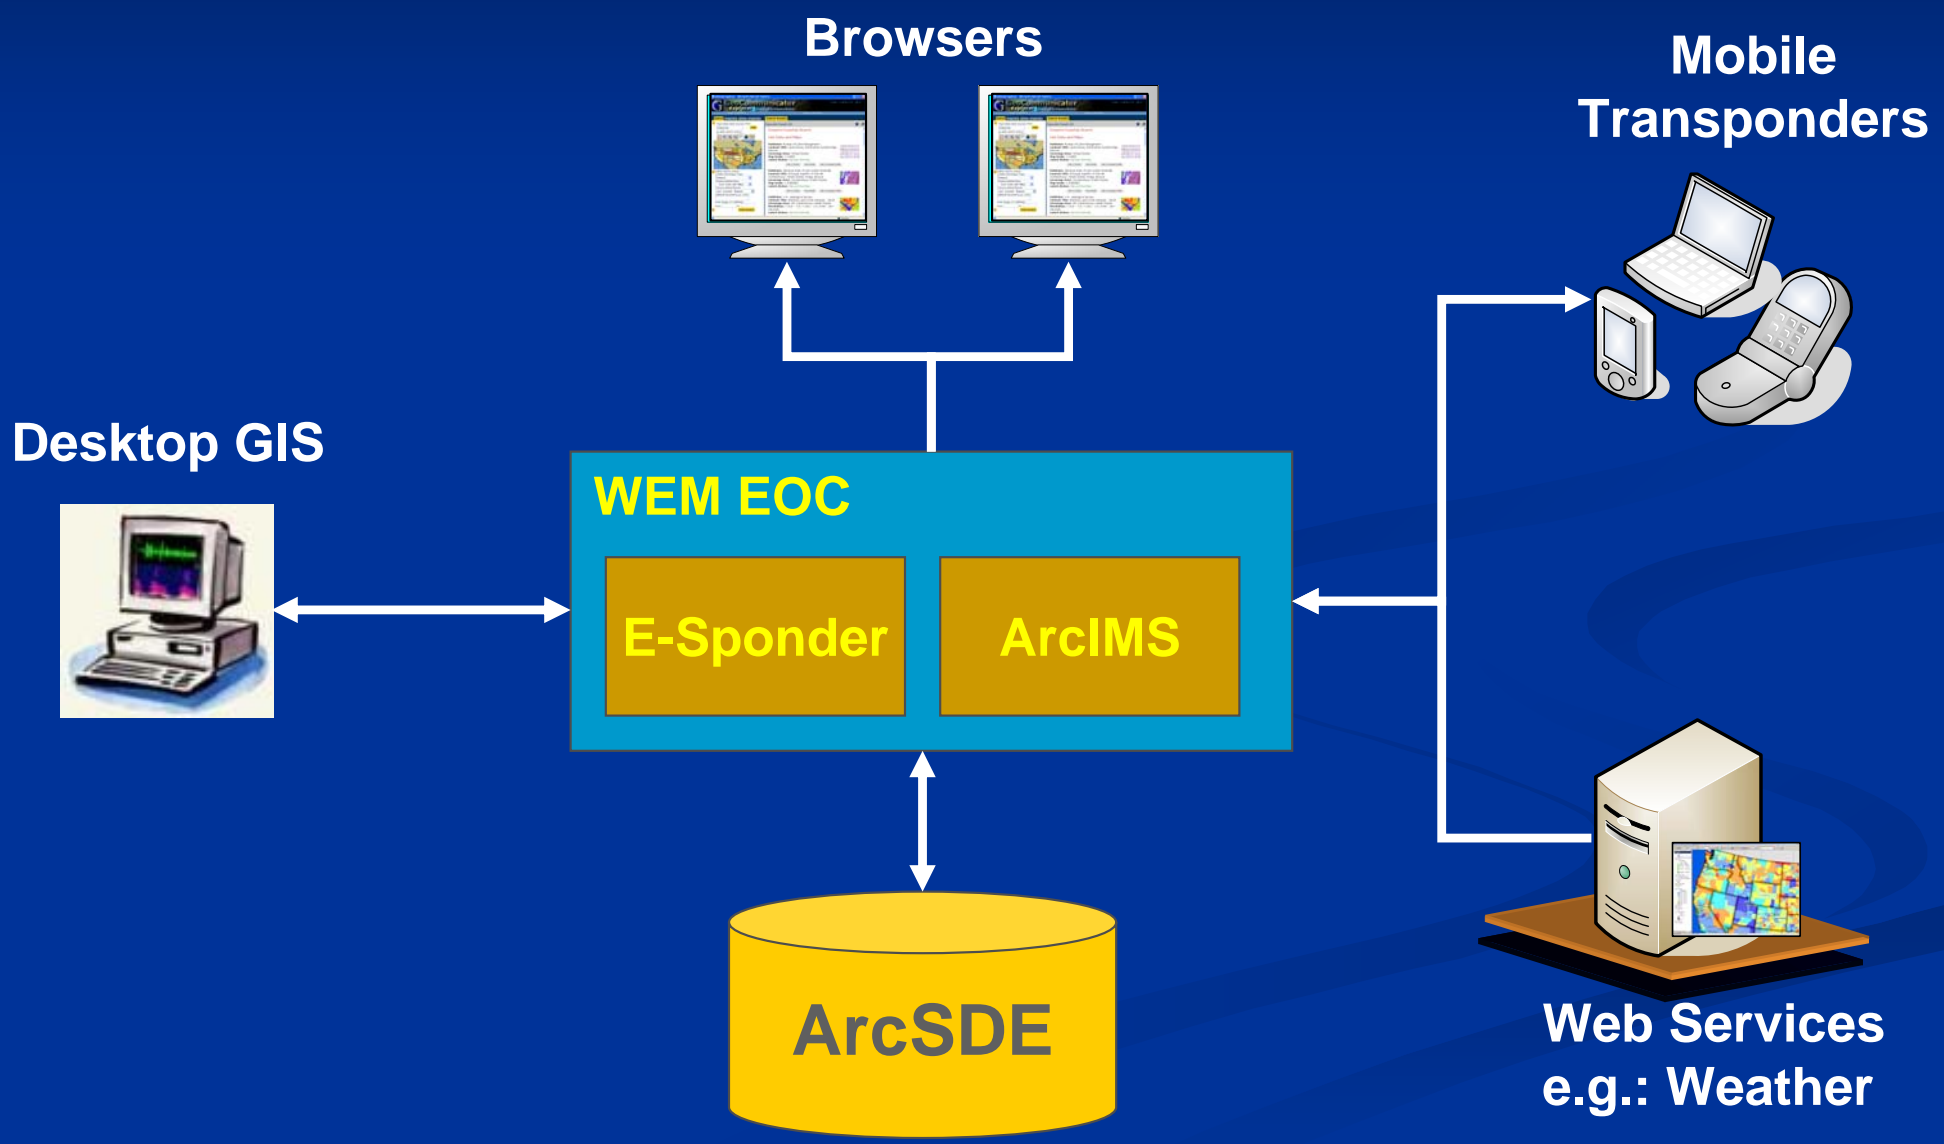 Browsers
Mobile
Transponders
Desktop GIS
WEM EOC
E-Sponder
ArcIMS
ArcSDE
Web Services
e.g.: Weather